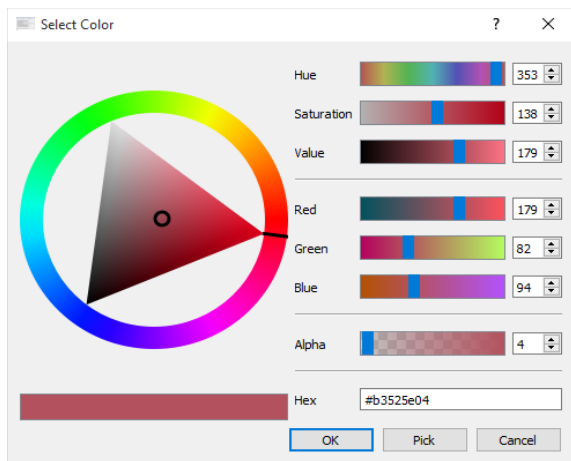 Select Color
?
Hue 353
Saturation 138
Value 179
Red 179
Green 82
Blue 94
Alpha 4
Hex #b3525e04
OK Pick Cancel